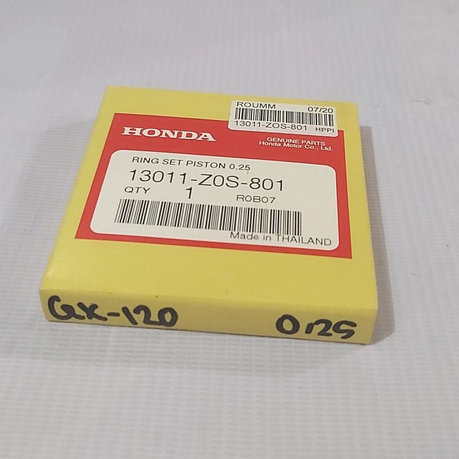 ROUMM 07/20
13011-ZOS-801 HPPI
HONDA
GENUINE PARTS
Honda Motor Co., Ltd.
RING SET PISTON 0.25
13011-Z0S-801
QTY 1 R0B07
Made in THAILAND
GX-120 0.25